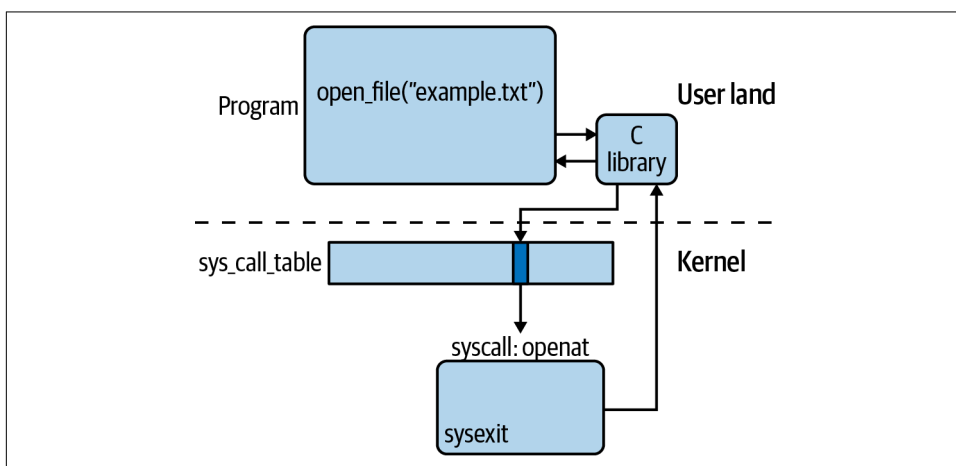 open_file("example.txt")
Program
User land
C
library
sys_call_table
Kernel
syscall: openat
sysexit